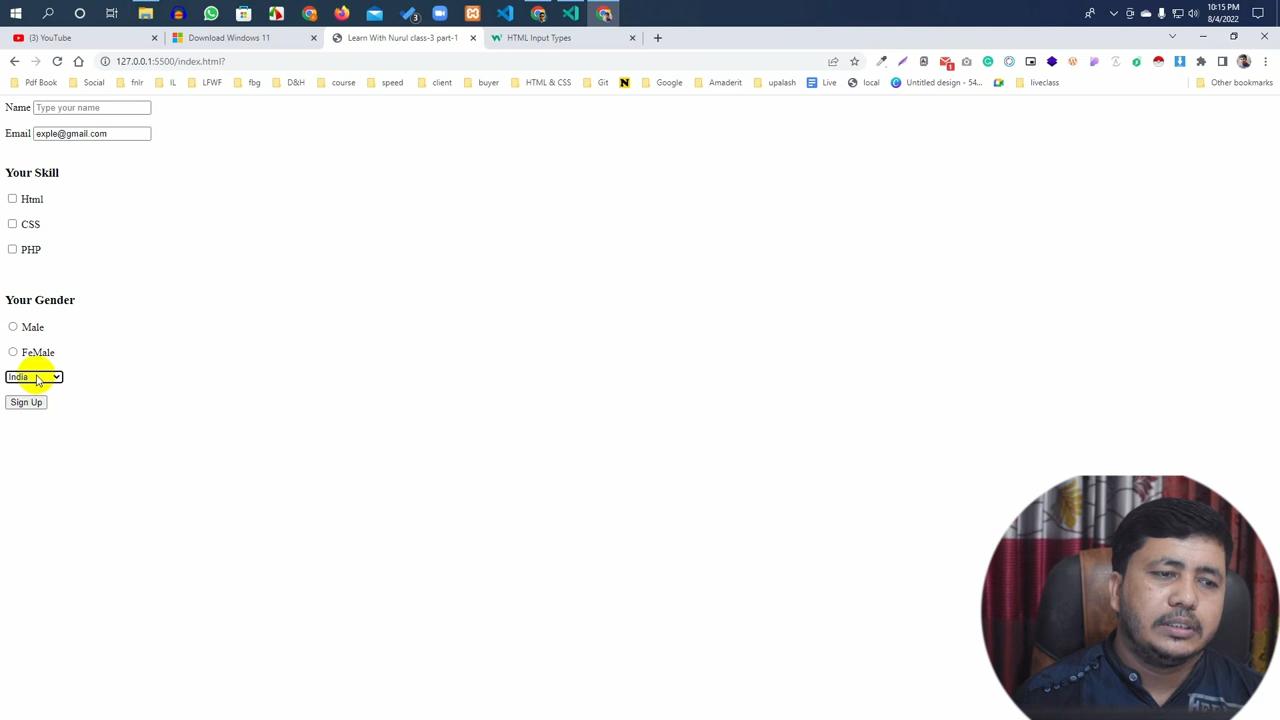 10:15 PM
8/4/2022
3
(3) YouTube
Download Windows 11
Learn With Nurul class-3 part-1
HTML Input Types
127.0.0.1:5500/index.html?
Pdf Book
Social
fnlr
IL
LFWF
fbg
D&H
course
speed
client
buyer
HTML & CSS
Git
Google
Amaderit
upalash
Live
local
Untitled design - 54...
liveclass
Other bookmarks
Name Type your name
Email exple@gmail.com
Your Skill
Html
CSS
PHP
Your Gender
Male
FeMale
India
Sign Up